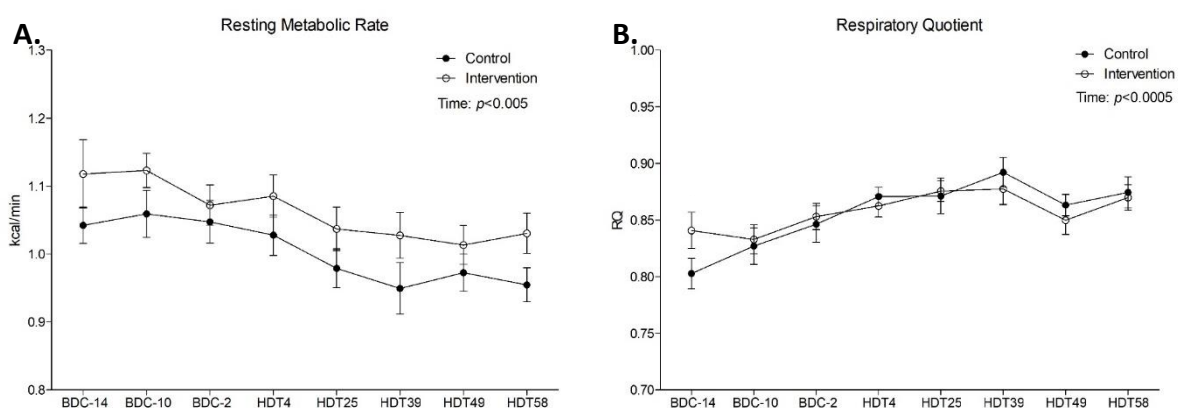 A.
Resting Metabolic Rate
1.3
1.2
1.1
1.0
0.9
0.8
kcal/min
Control
Intervention
Time: p<0.005
BDC-14 BDC-10 BDC-2 HDT4 HDT25 HDT39 HDT49 HDT58
B.
Respiratory Quotient
1.00
0.95
0.90
0.85
0.80
0.75
0.70
RQ
Control
Intervention
Time: p<0.0005
BDC-14 BDC-10 BDC-2 HDT4 HDT25 HDT39 HDT49 HDT58